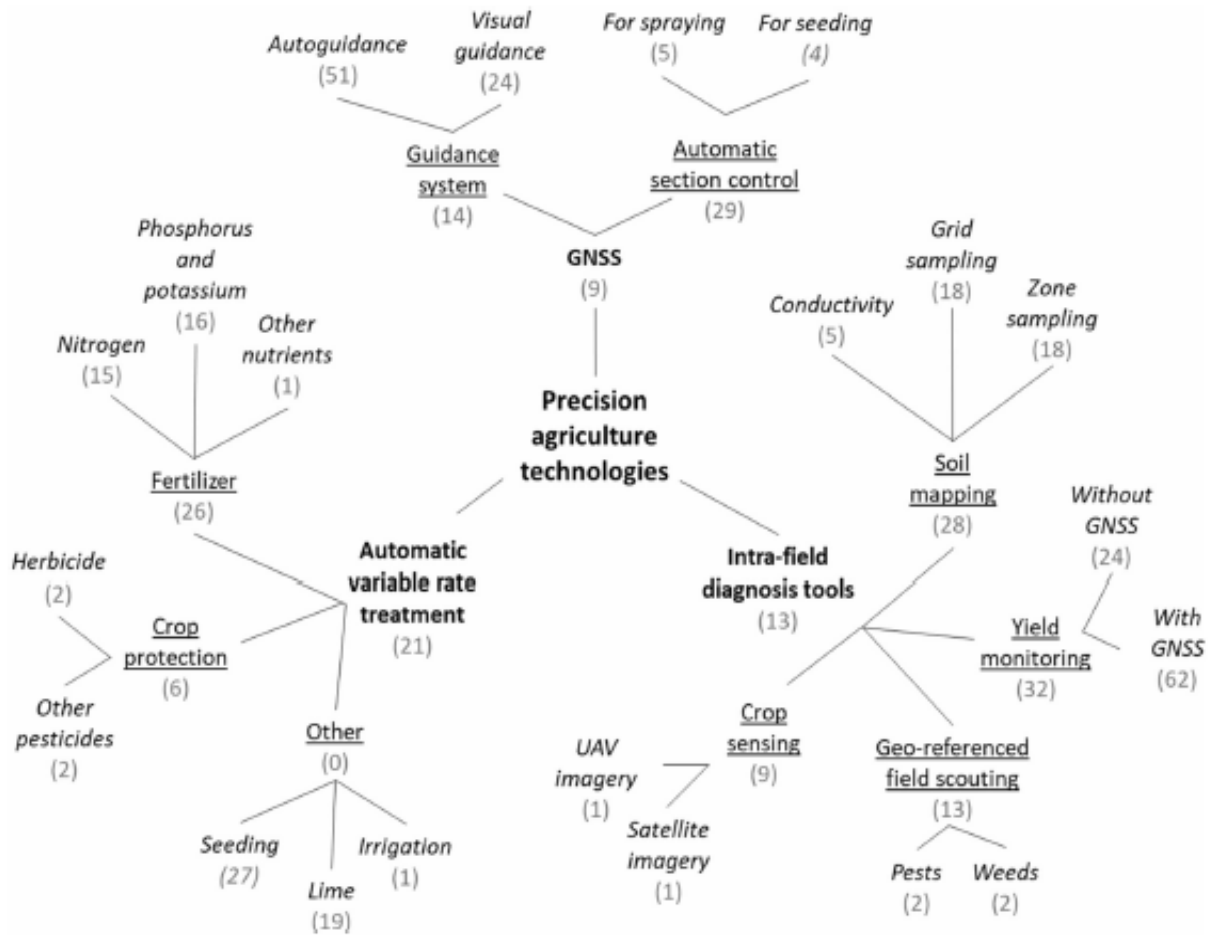 Autoguidance
(51)
Visual
guidance
(24)
For spraying
(5)
For seeding
(4)
Guidance
system
(14)
Automatic
section control
(29)
GNSS
(9)
Precision
agriculture
technologies
Phosphorus
and
potassium
(16)
Nitrogen
(15)
Other
nutrients
(1)
Fertilizer
(26)
Automatic
variable rate
treatment
(21)
Herbicide
(2)
Crop
protection
(6)
Other
pesticides
(2)
Other
(0)
Seeding
(27)
Lime
(19)
Irrigation
(1)
Grid
sampling
(18)
Conductivity
(5)
Zone
sampling
(18)
Soil
mapping
(28)
Intra-field
diagnosis tools
(13)
Without
GNSS
(24)
With
GNSS
(62)
Yield
monitoring
(32)
Crop
sensing
(9)
UAV
imagery
(1)
Satellite
imagery
(1)
Geo-referenced
field scouting
(13)
Pests
(2)
Weeds
(2)